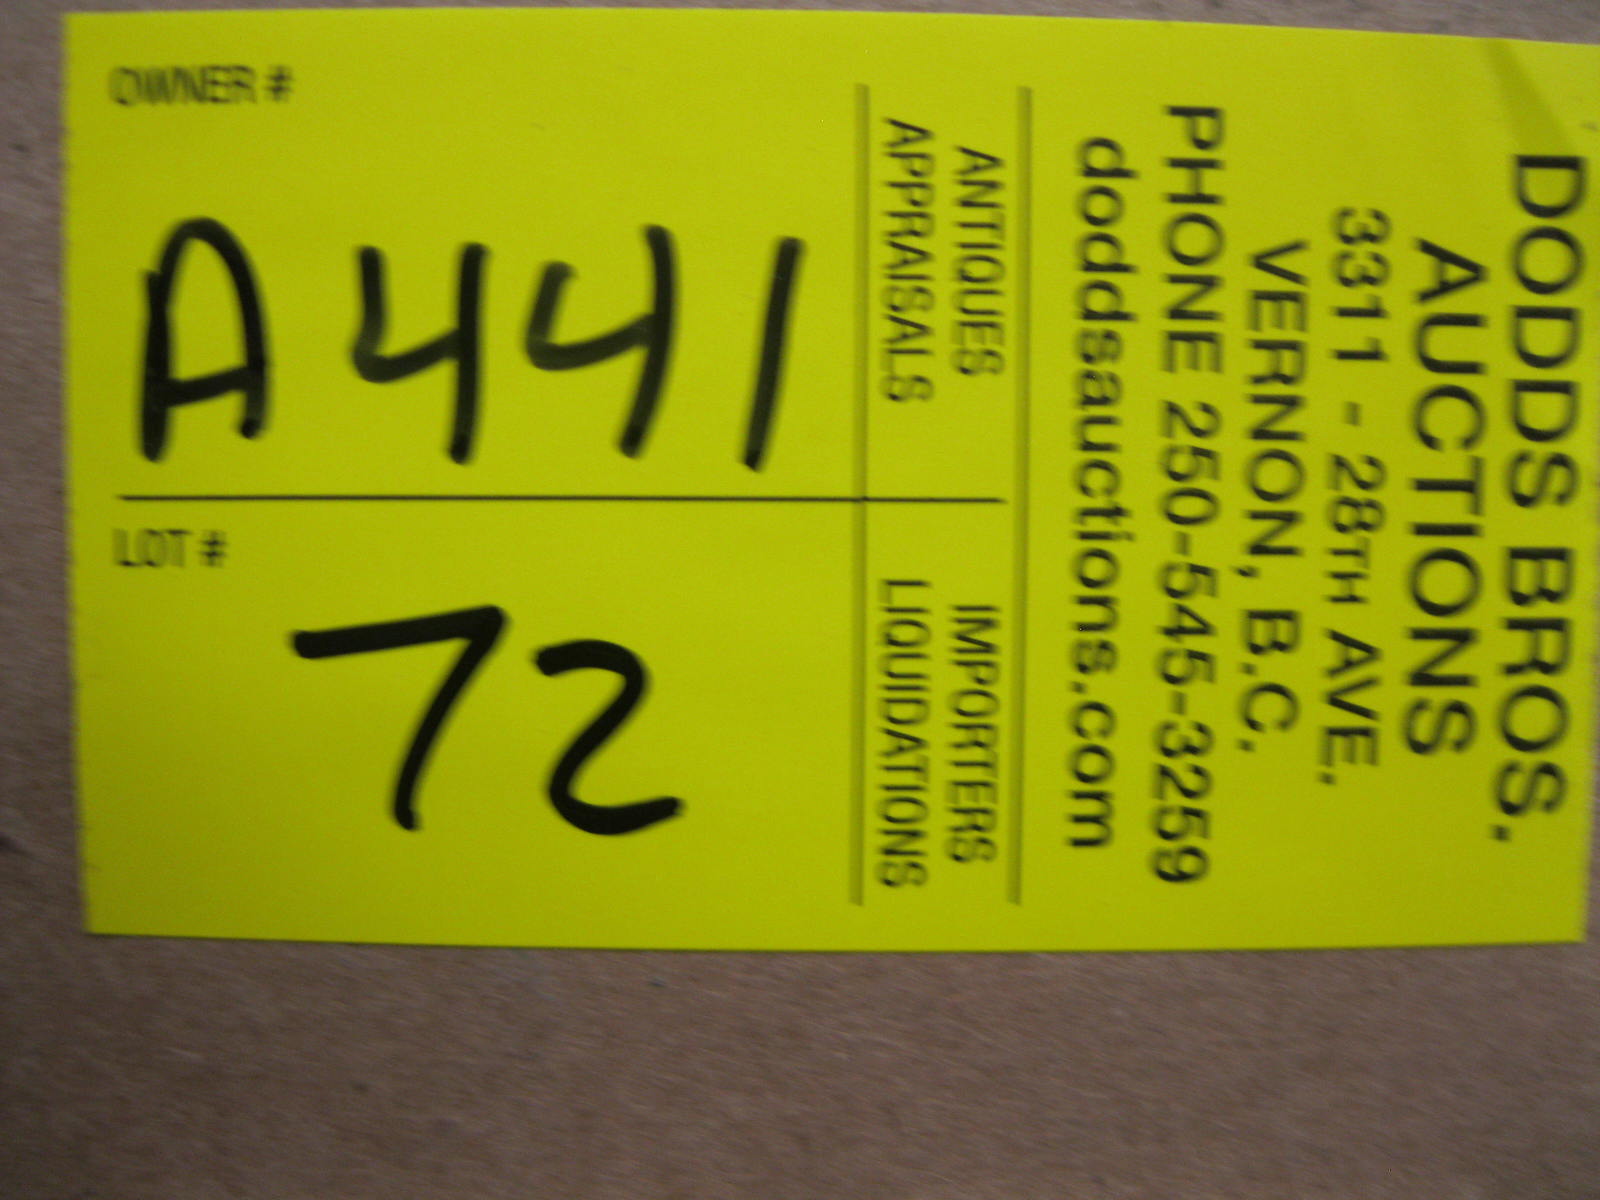 OWNER #
A441
LOT #
72
ANTIQUES
APPRAISALS
IMPORTERS
LIQUIDATIONS
DODDS BROS.
AUCTIONS
3311 - 28TH AVE.
VERNON, B.C.
PHONE 250-545-3259
doddsauctions.com